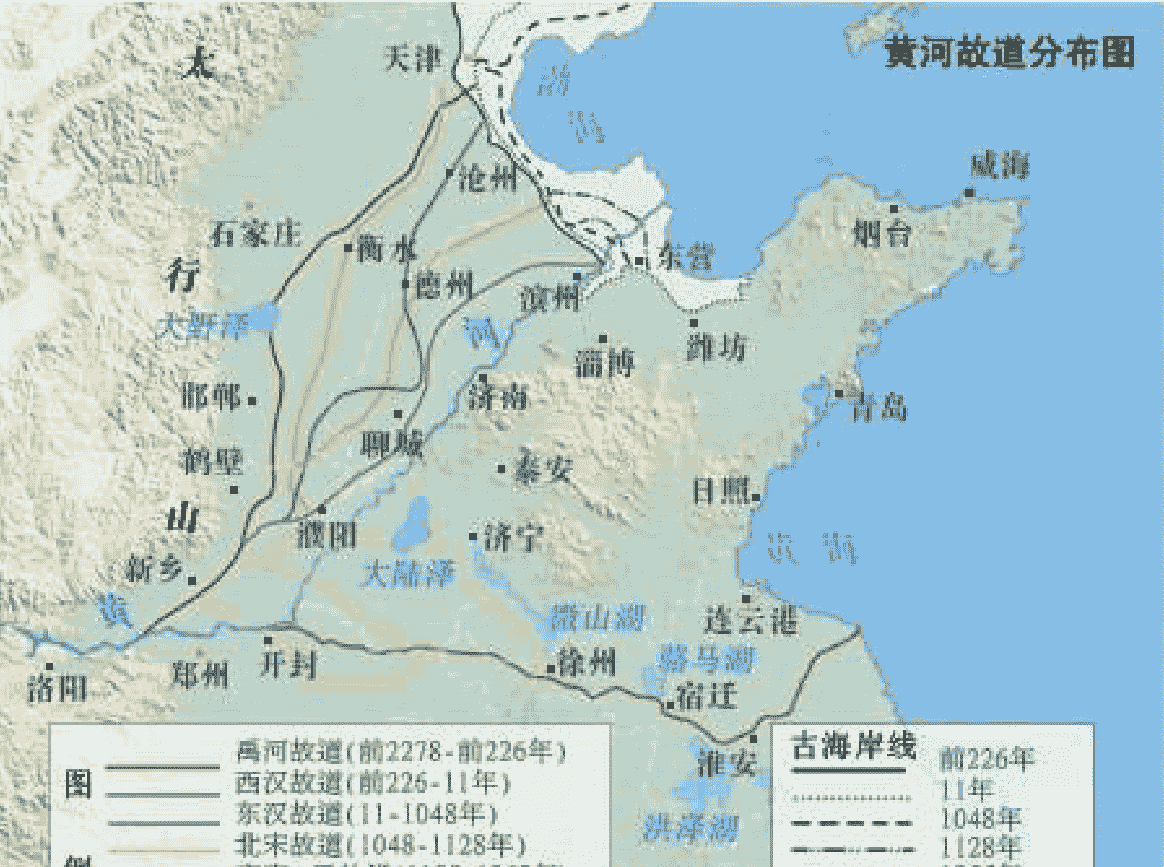 黄河故道分布图
天津
渤
海
太
沧州
威海
石家庄
衡水
烟台
东营
行
德州
滨州
大野泽
河
淄博
潍坊
邯郸
济南
青岛
聊城
鹤壁
泰安
日照
山
濮阳
济宁
大陆泽
黄 海
新乡
黄
微山湖
连云港
洛阳
郑州
开封
徐州
骆马湖
宿迁
淮安
洪泽湖
图
禹河故道(前2278-前226年)
西汉故道(前226-11年)
东汉故道(11-1048年)
北宋故道(1048-1128年)
古海岸线
前226年
11年
1048年
1128年